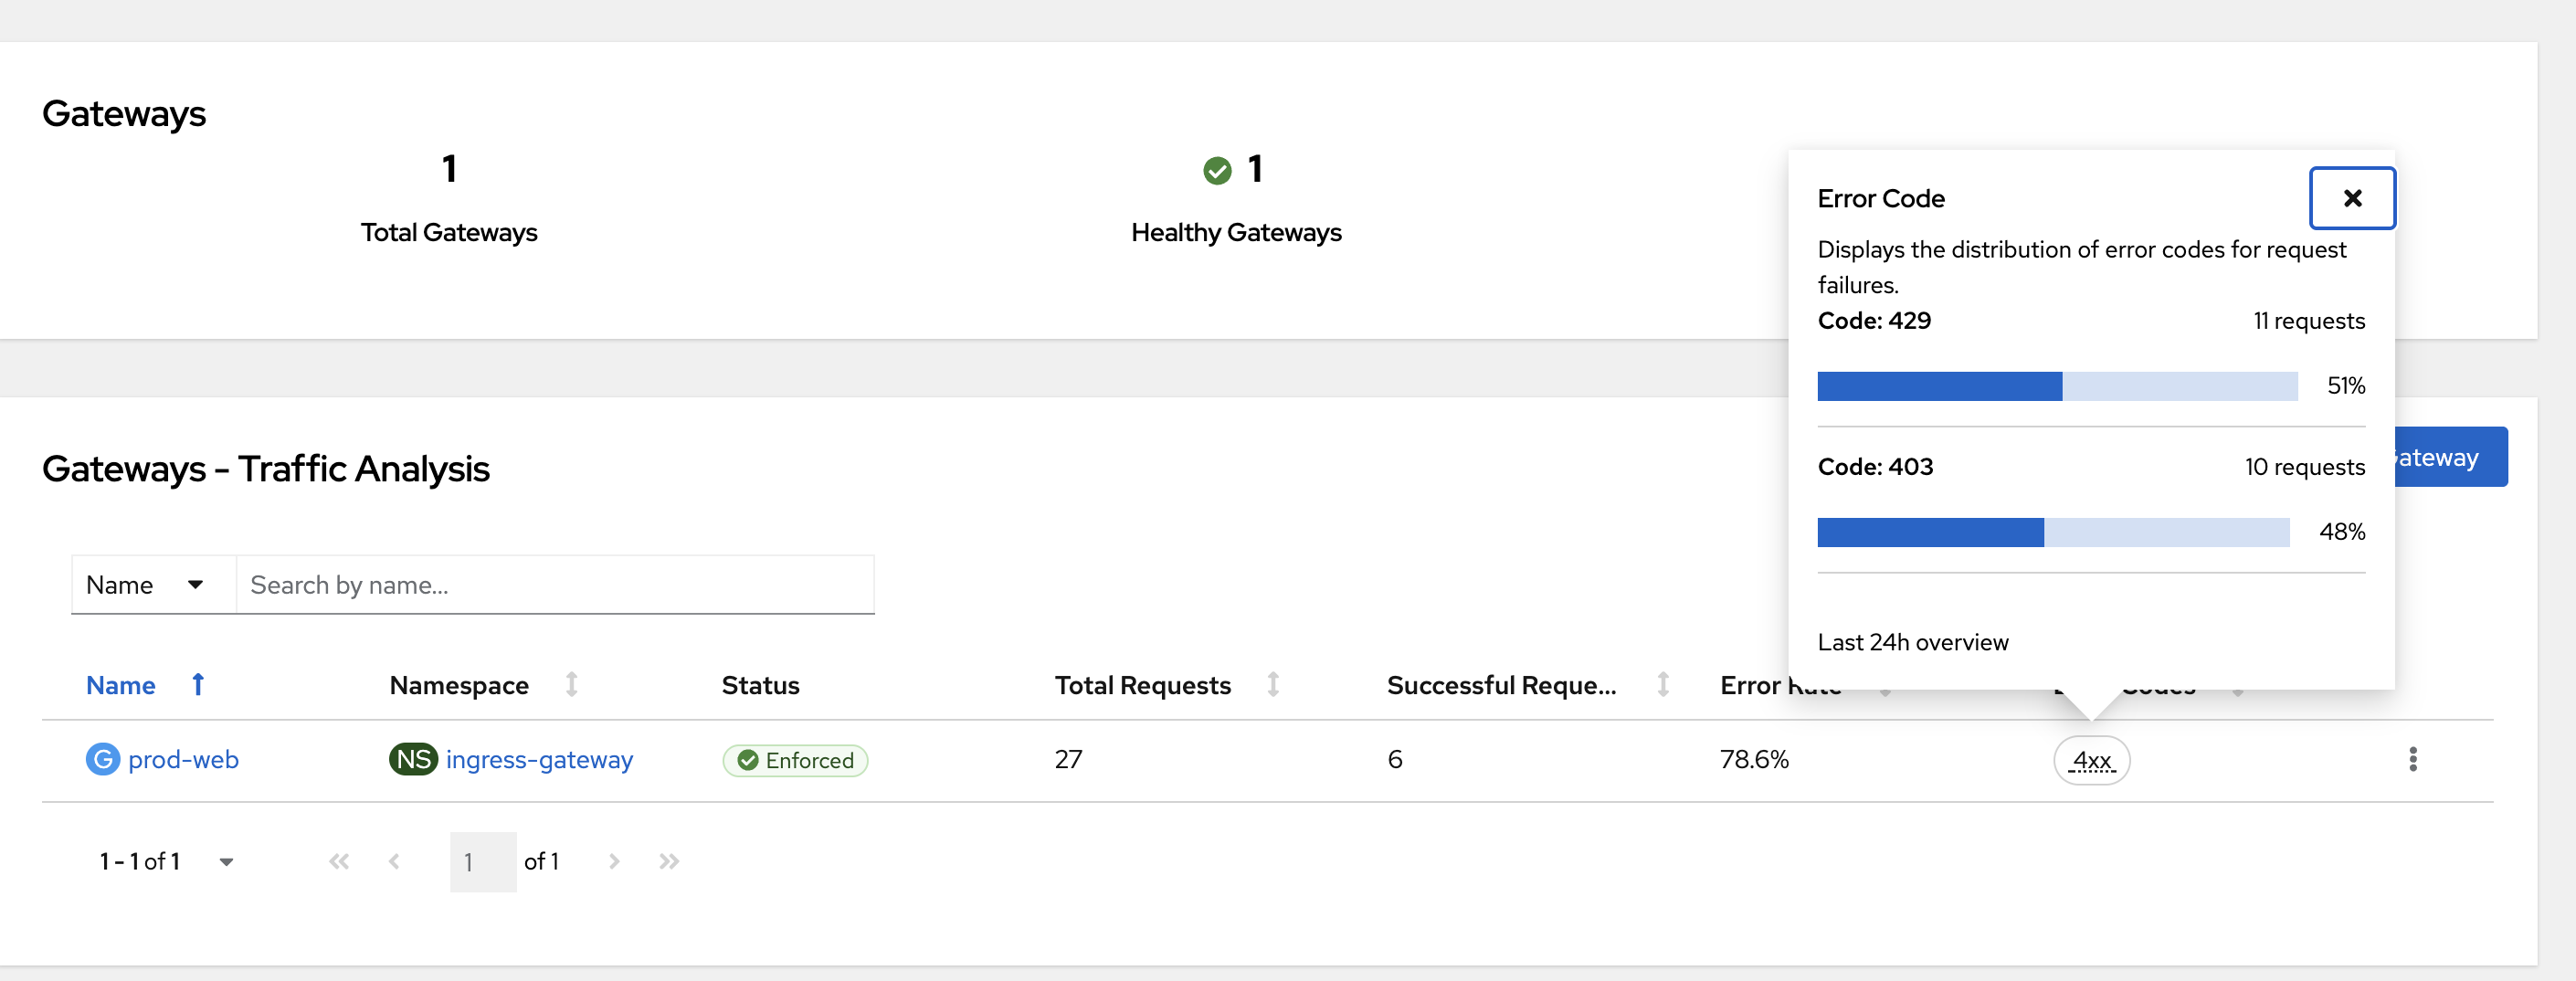 Gateways
1
Total Gateways
1
Healthy Gateways
Error Code
Displays the distribution of error codes for request
failures.
Code: 429 11 requests
51%
Code: 403 10 requests
48%
Last 24h overview
Gateways - Traffic Analysis
ateway
Name Search by name...
Name Namespace Status Total Requests Successful Reque... Error Rate Codes
G prod-web NS ingress-gateway Enforced 27 6 78.6% 4xx
1 - 1 of 1 1 of 1